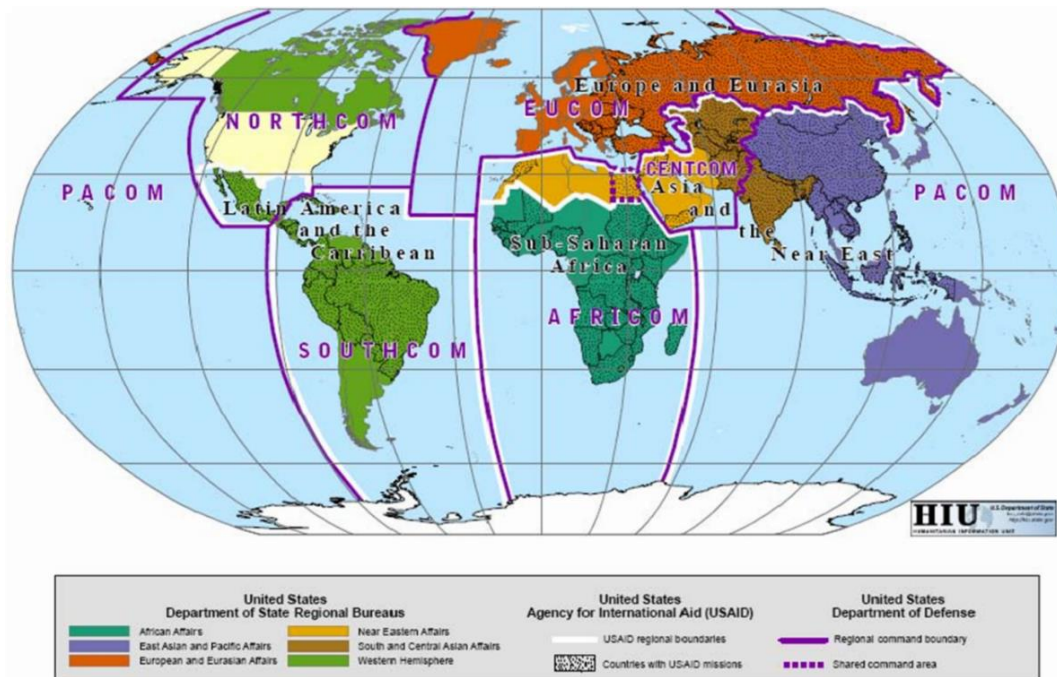 Europe and Eurasia
EUCOM
NORTHCOM
CENTCOM
PACOM
Asia
PACOM
Latin America
and
and the
the
Carribean
Sub-Saharan
Near East
Africa
AFRICOM
SOUTHCOM
HIU
U.S. Department of State
HUMANITARIAN INFORMATION UNIT
United States
Department of State Regional Bureaus
African Affairs
Near Eastern Affairs
East Asian and Pacific Affairs
South and Central Asian Affairs
European and Eurasian Affairs
Western Hemisphere
United States
Agency for International Aid (USAID)
USAID regional boundaries
Countries with USAID missions
United States
Department of Defense
Regional command boundary
Shared command area